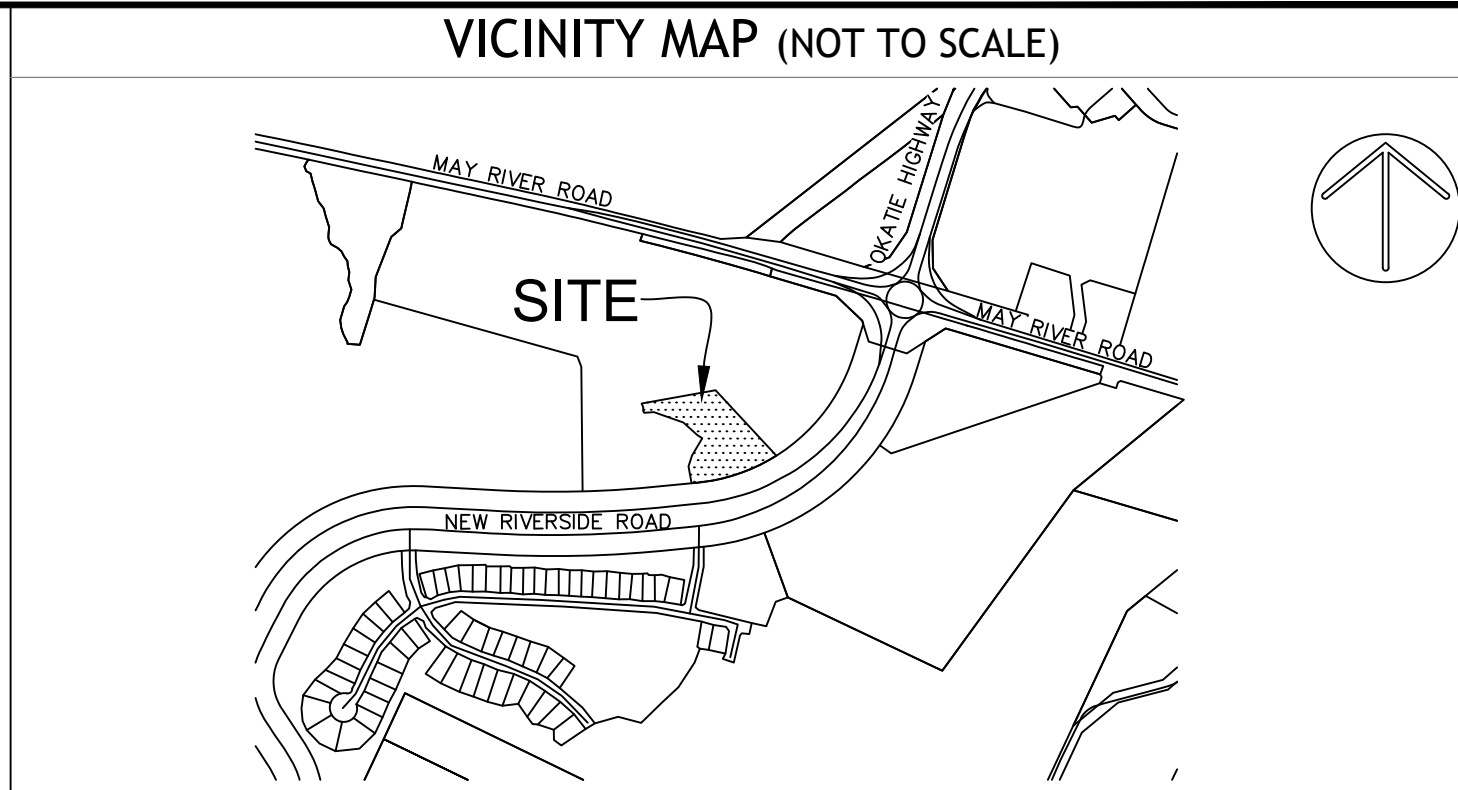 VICINITY MAP (NOT TO SCALE)
MAY RIVER ROAD
OKATIE HIGHWAY
SITE
MAY RIVER ROAD
NEW RIVERSIDE ROAD